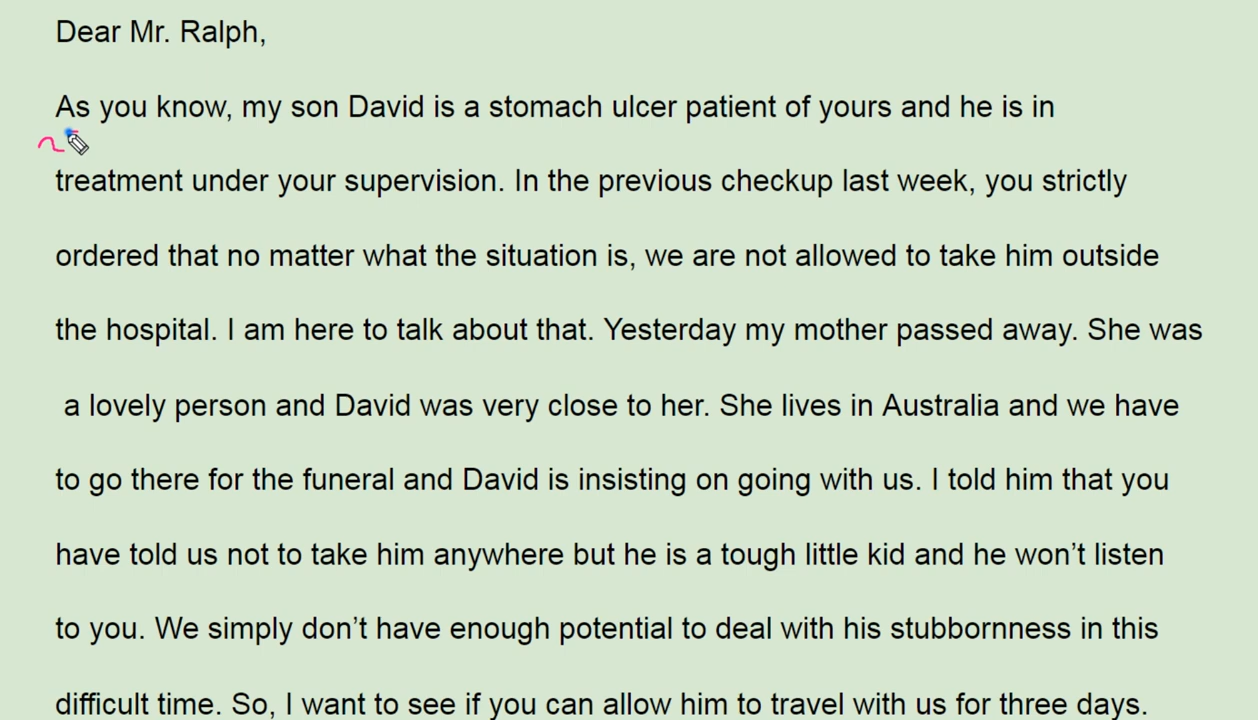 Dear Mr. Ralph,
As you know, my son David is a stomach ulcer patient of yours and he is in
treatment under your supervision. In the previous checkup last week, you strictly
ordered that no matter what the situation is, we are not allowed to take him outside
the hospital. I am here to talk about that. Yesterday my mother passed away. She was
a lovely person and David was very close to her. She lives in Australia and we have
to go there for the funeral and David is insisting on going with us. I told him that you
have told us not to take him anywhere but he is a tough little kid and he won’t listen
to you. We simply don’t have enough potential to deal with his stubbornness in this
difficult time. So, I want to see if you can allow him to travel with us for three days.